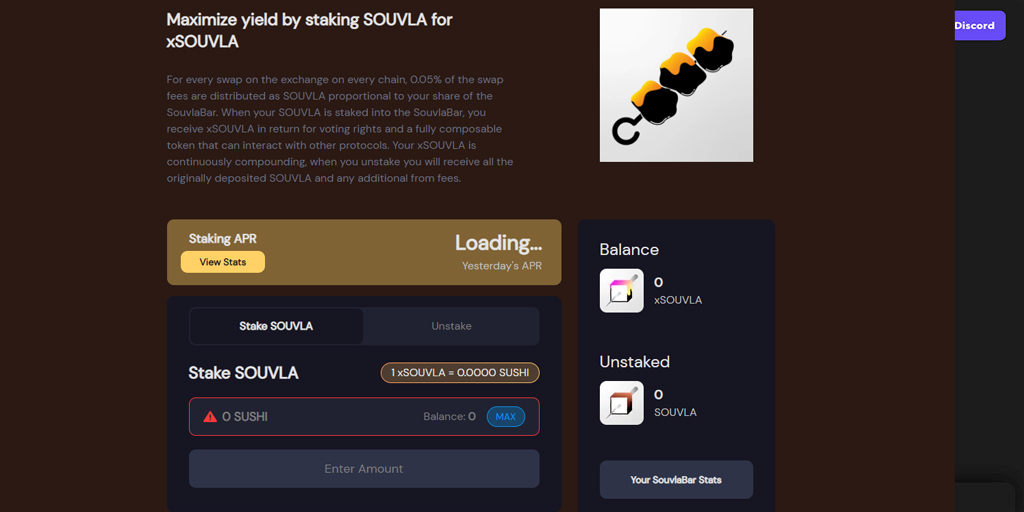 Maximize yield by staking SOUVLA for
xSOUVLA
Discord
For every swap on the exchange on every chain, 0.05% of the swap
fees are distributed as SOUVLA proportional to your share of the
SouvlaBar. When your SOUVLA is staked into the SouvlaBar, you
receive xSOUVLA in return for voting rights and a fully composable
token that can interact with other protocols. Your xSOUVLA is
continuously compounding, when you unstake you will receive all the
originally deposited SOUVLA and any additional from fees.
Staking APR
View Stats
Loading...
Yesterday's APR
Stake SOUVLA
Unstake
Stake SOUVLA
1 xSOUVLA = 0.0000 SUSHI
0 SUSHI
Balance: 0
MAX
Enter Amount
Balance
0
xSOUVLA
Unstaked
0
SOUVLA
Your SouvlaBar Stats